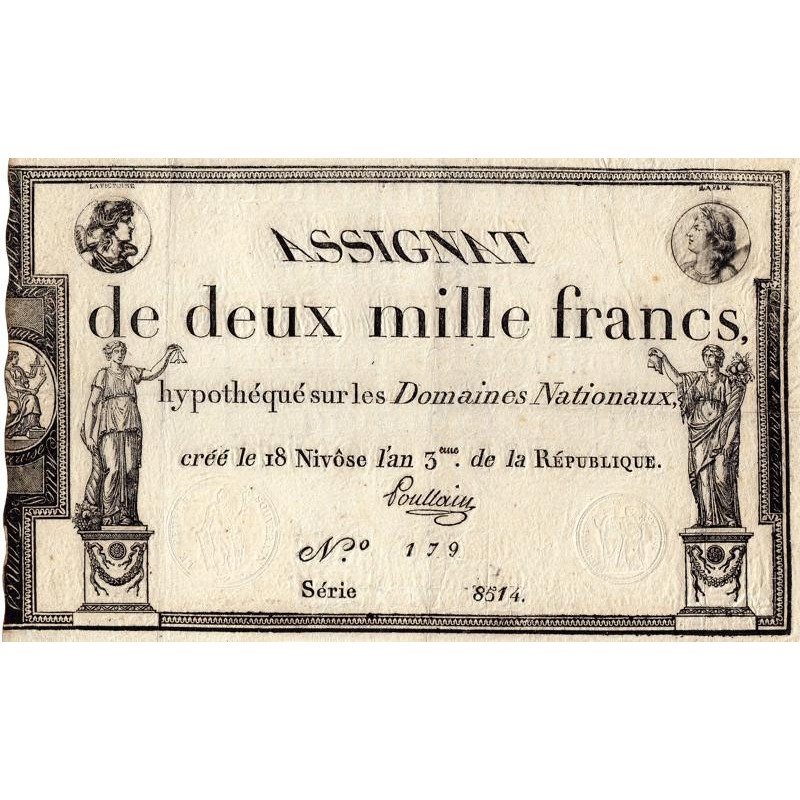 LA VICTOIRE
LA PAIX
ASSIGNAT
de deux mille francs,
hypothéqué sur les Domaines Nationaux,
créé le 18 Nivôse l'an 3ème. de la RÉPUBLIQUE.
Poullain
N.º 179
Série 8514.